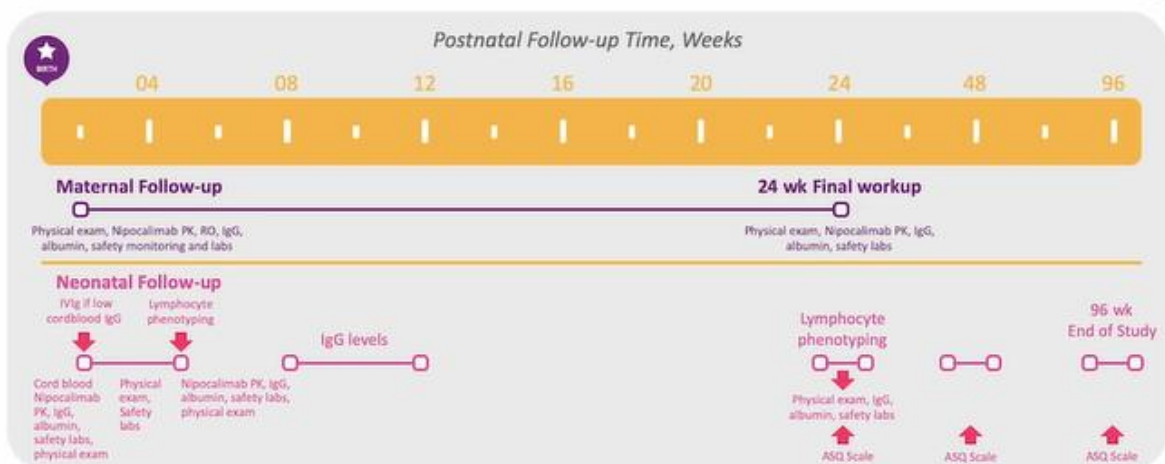 Postnatal Follow-up Time, Weeks
BIRTH
04 08 12 16 20 24 48 96
Maternal Follow-up
24 wk Final workup
Physical exam, Nipocalimab PK, RO, IgG,
albumin, safety monitoring and labs
Physical exam, Nipocalimab PK, IgG,
albumin, safety labs
Neonatal Follow-up
IVIg if low
cordblood IgG
Lymphocyte
phenotyping
IgG levels
Lymphocyte
phenotyping
96 wk
End of Study
Cord blood
Nipocalimab
PK, IgG,
albumin,
safety labs,
physical exam
Physical
exam,
Safety
labs
Nipocalimab PK, IgG,
albumin, safety labs,
physical exam
Physical exam, IgG,
albumin, safety labs
ASQ Scale
ASQ Scale
ASQ Scale